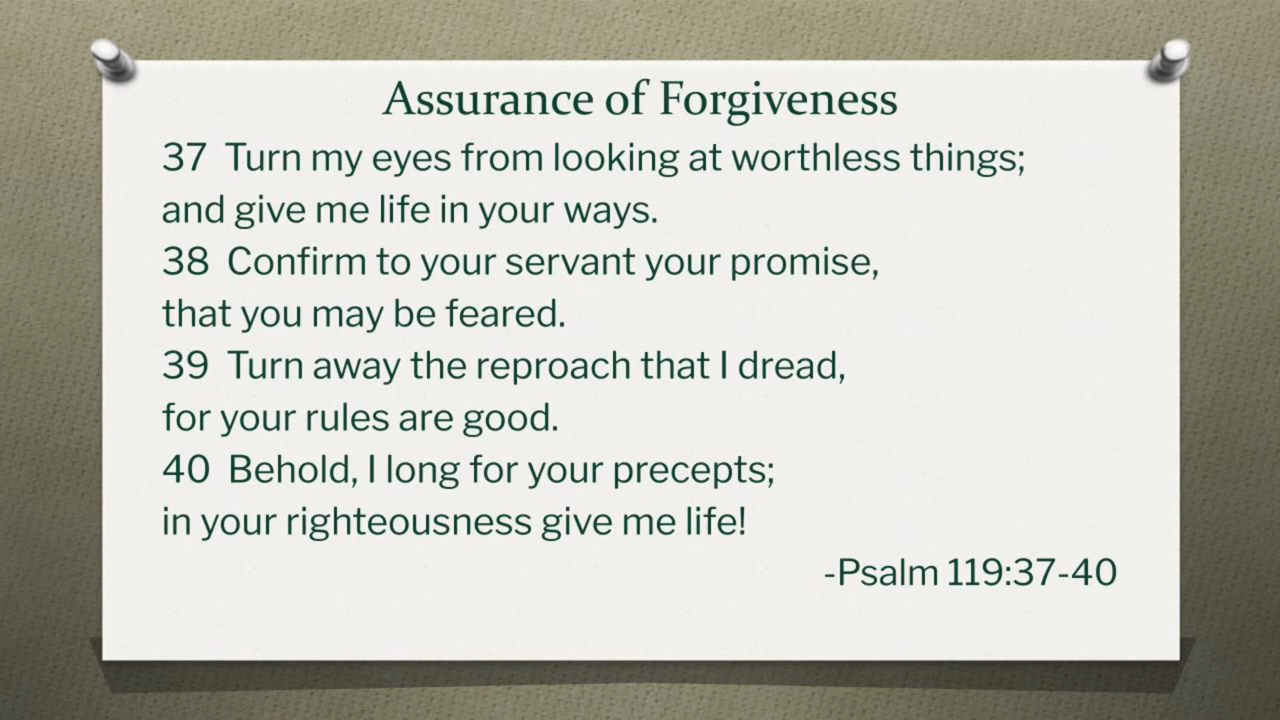 Assurance of Forgiveness
37 Turn my eyes from looking at worthless things;
and give me life in your ways.
38 Confirm to your servant your promise,
that you may be feared.
39 Turn away the reproach that I dread,
for your rules are good.
40 Behold, I long for your precepts;
in your righteousness give me life!
-Psalm 119:37-40